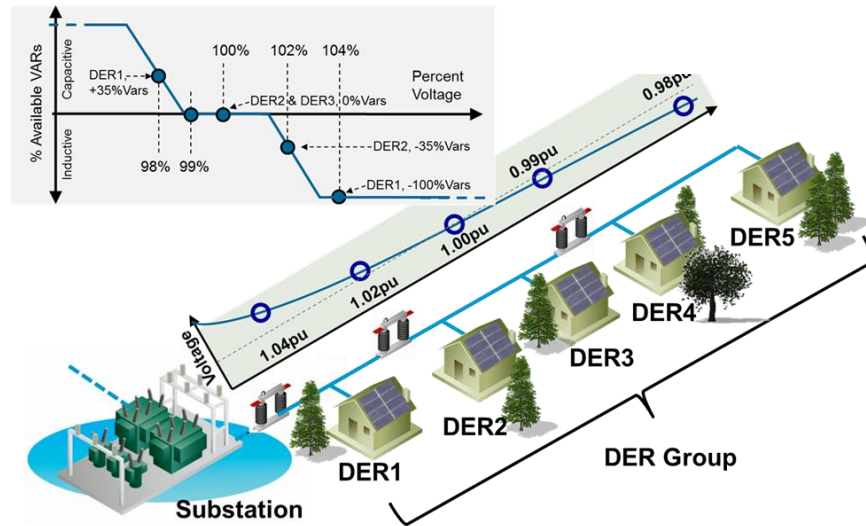 % Available VARs
Capacitive
Inductive
100%
102%
104%
Percent
Voltage
DER1,
+35%Vars
DER2 & DER3, 0%Vars
DER2, -35%Vars
DER1, -100%Vars
98%
99%
0.98pu
0.99pu
1.00pu
1.02pu
1.04pu
Voltage
DER5
DER4
DER3
DER2
DER1
DER Group
Substation